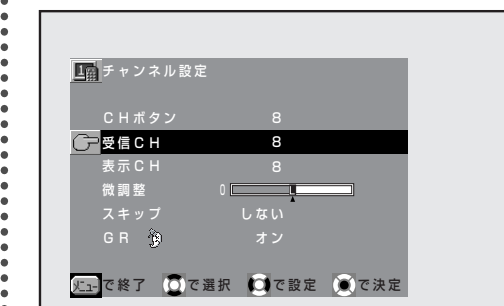 チャンネル設定
CHボタン 8
受信CH 8
表示CH 8
微調整 0
スキップ しない
GR オン
メニューで終了 で選択 で設定 で決定